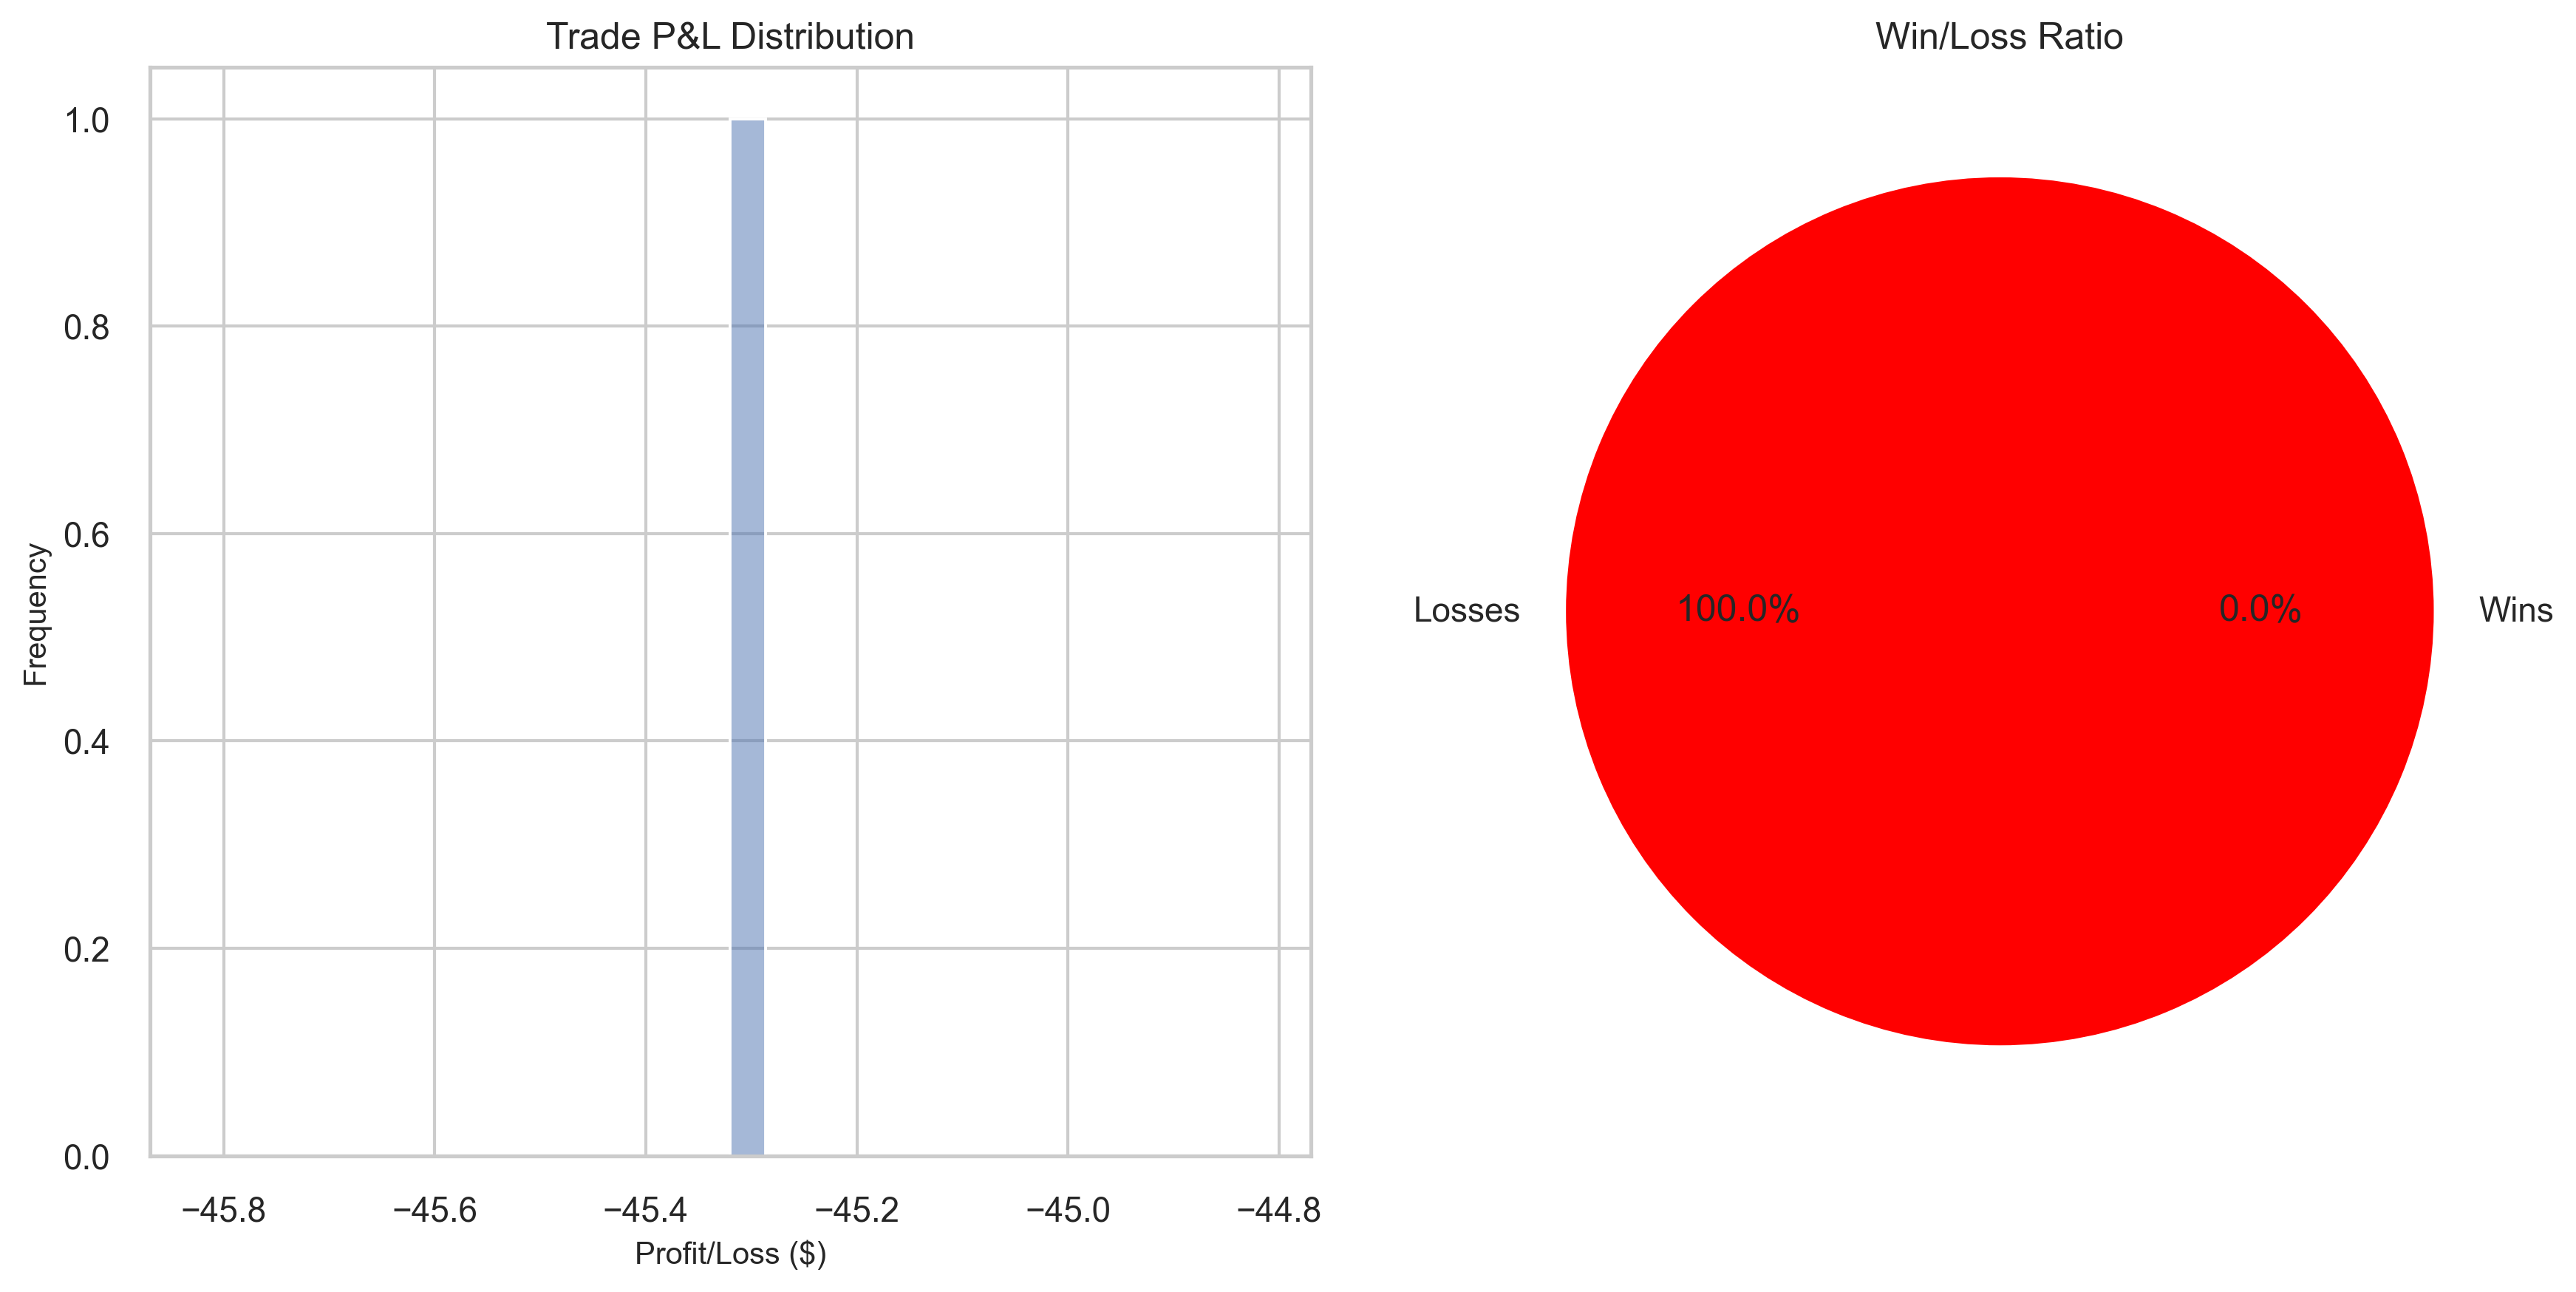 Trade P&L Distribution
1.0
0.8
0.6
0.4
0.2
0.0
Frequency
−45.8 −45.6 −45.4 −45.2 −45.0 −44.8
Profit/Loss ($)
Win/Loss Ratio
Losses 100.0% 0.0% Wins